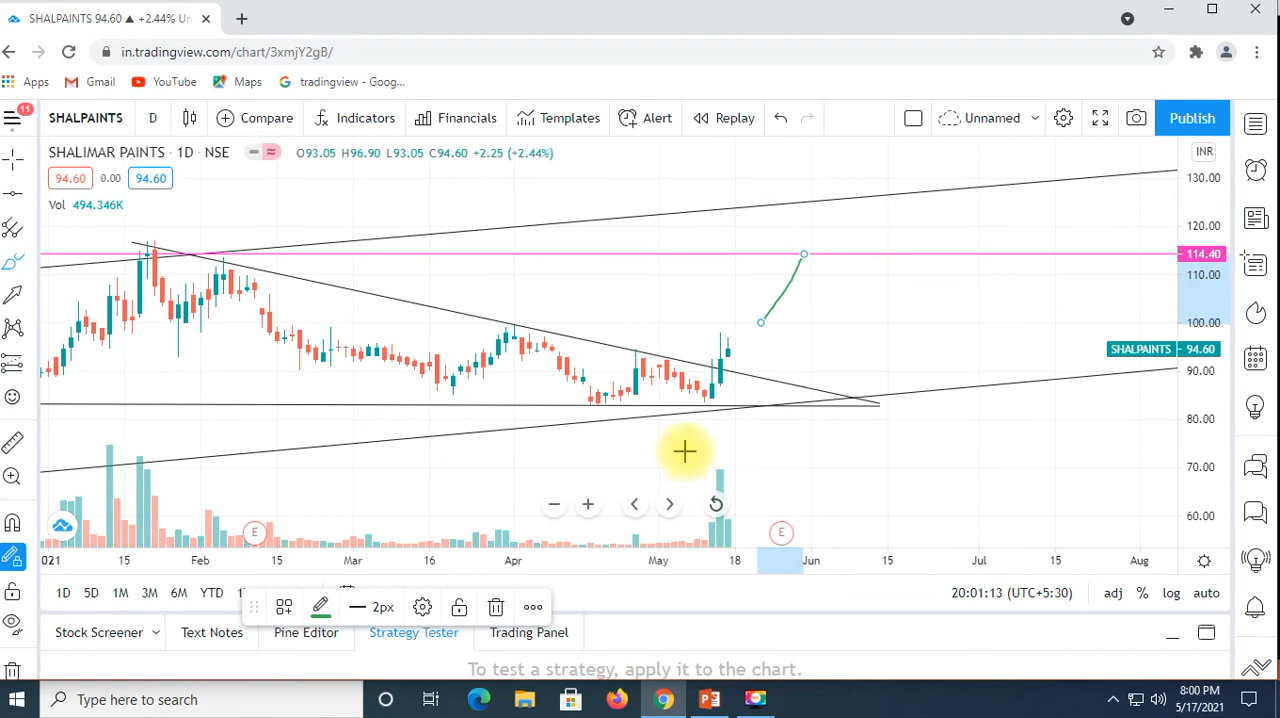 SHALPAINTS 94.60 ▲ +2.44% Un
in.tradingview.com/chart/3xmjY2gB/
Apps Gmail YouTube Maps tradingview - Goog...
11
SHALPAINTS D Compare Indicators Financials Templates Alert Replay Unnamed Publish
SHALIMAR PAINTS · 1D · NSE O93.05 H96.90 L93.05 C94.60 +2.25 (+2.44%)
INR
94.60 0.00 94.60
Vol 494.346K
130.00
120.00
114.40
110.00
100.00
SHALPAINTS 94.60
90.00
80.00
70.00
60.00
E E
021 15 Feb 15 Mar 16 Apr 15 May 18 Jun 15 Jul 15 Aug
1D 5D 1M 3M 6M YTD 20:01:13 (UTC+5:30) adj % log auto
2px
Stock Screener Text Notes Pine Editor Strategy Tester Trading Panel
To test a strategy, apply it to the chart.
Type here to search
8:00 PM
5/17/2021